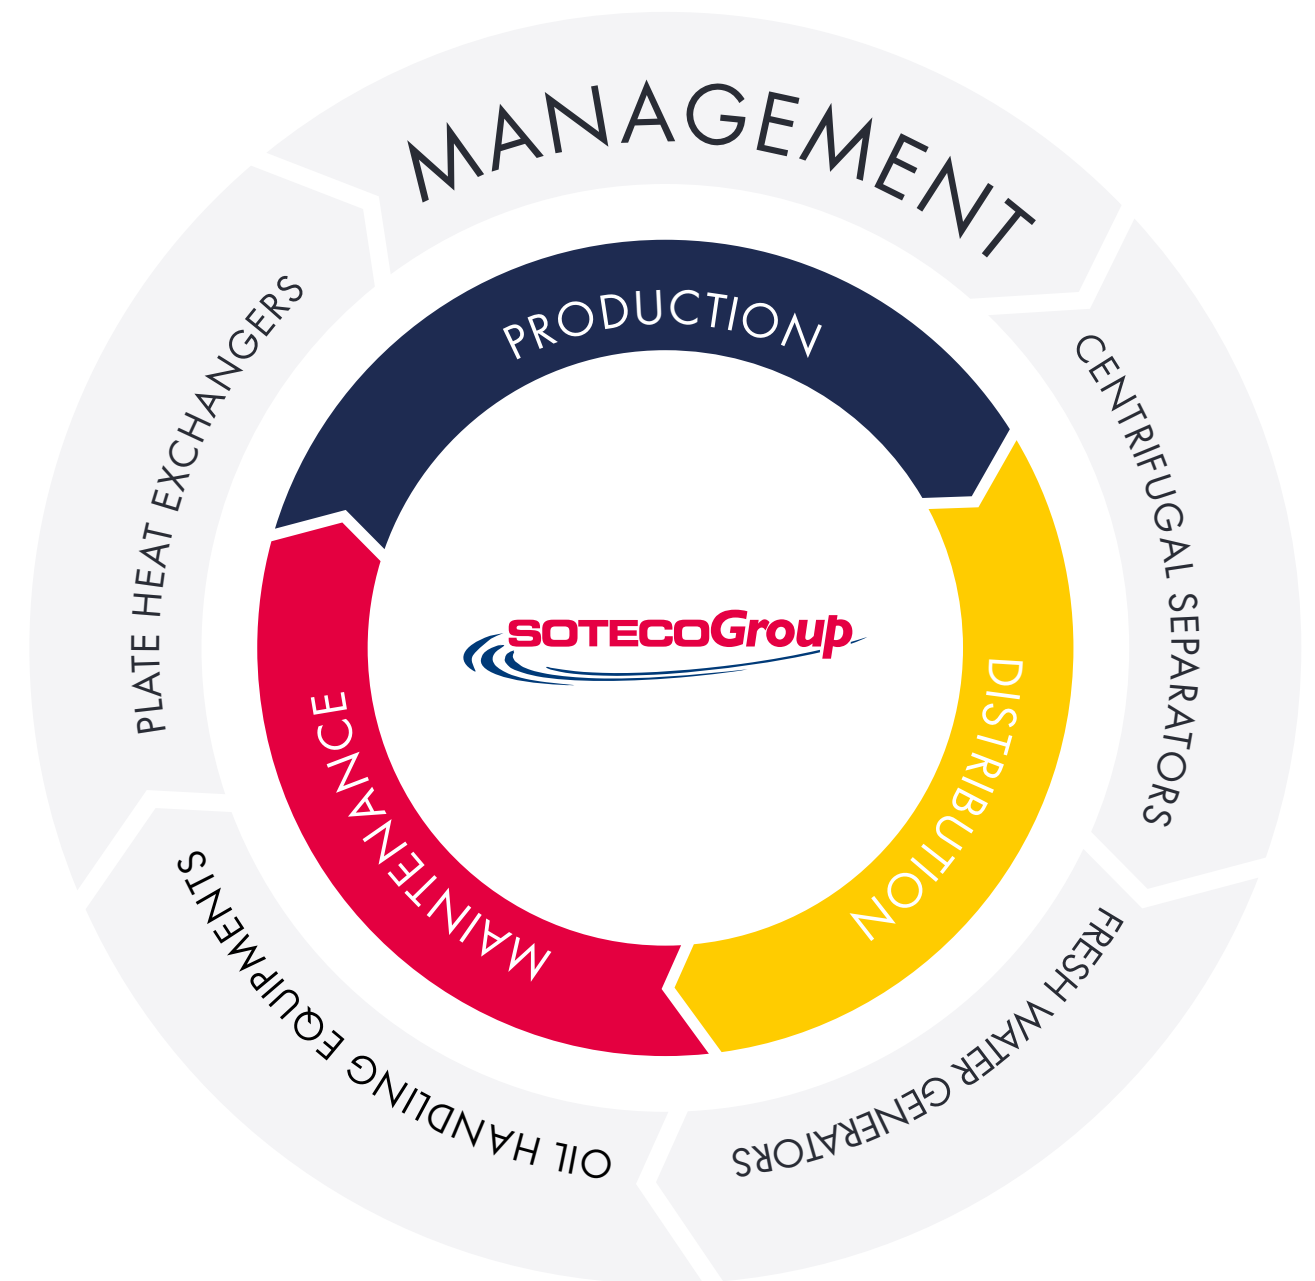 MANAGEMENT
CENTRIFUGAL SEPARATORS
FRESH WATER GENERATORS
OIL HANDLING EQUIPMENTS
PLATE HEAT EXCHANGERS
PRODUCTION
DISTRIBUTION
MAINTENANCE
SOTECOGroup